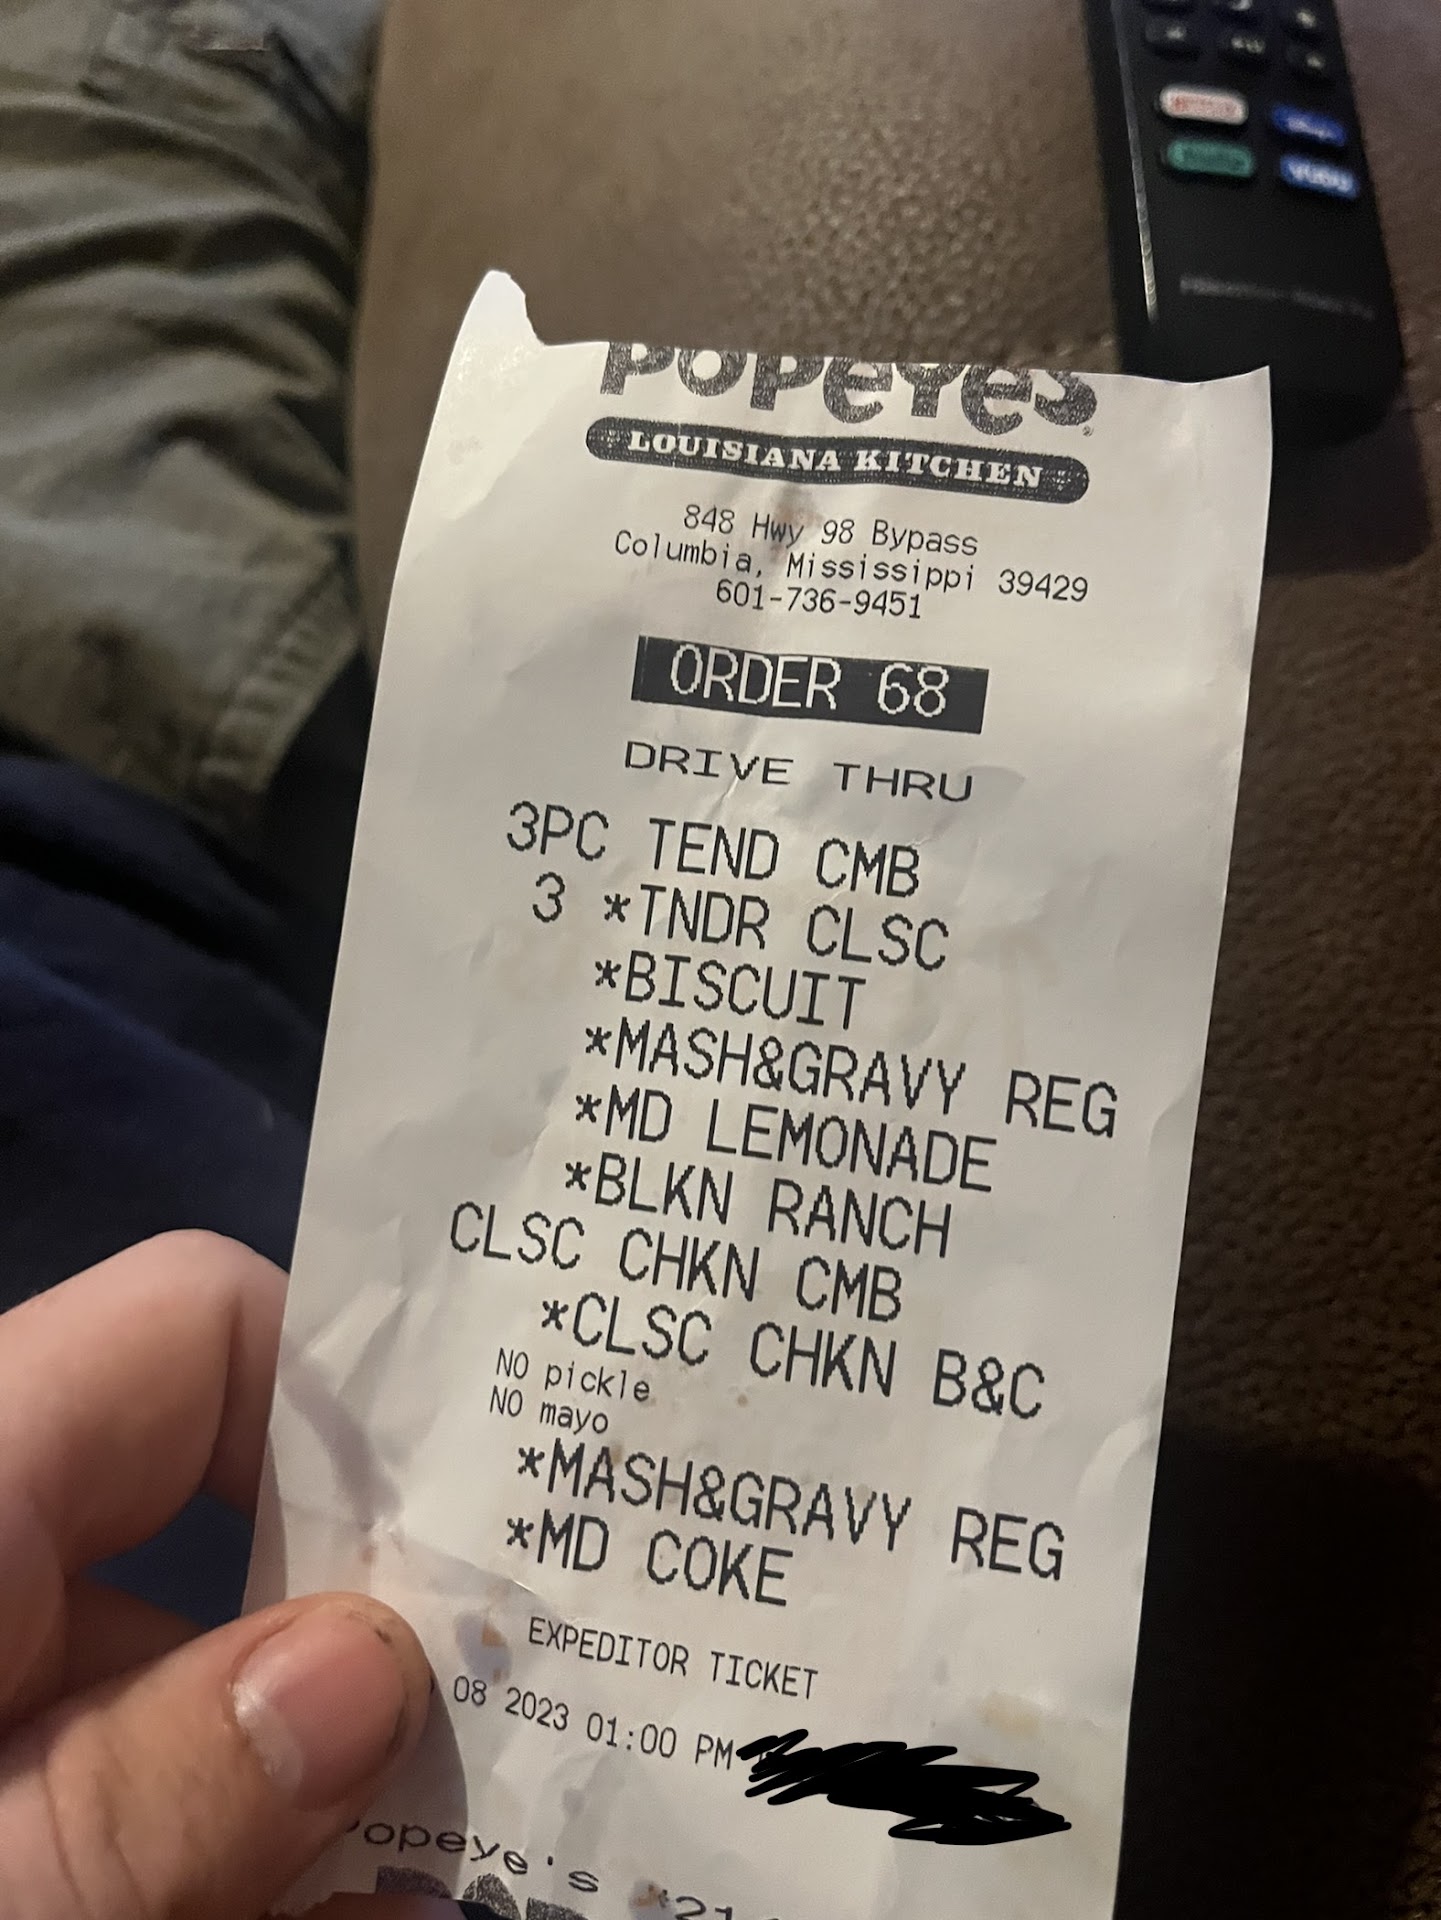 POPEYES
LOUISIANA KITCHEN
848 Hwy 98 Bypass
Columbia, Mississippi 39429
601-736-9451
ORDER 68
DRIVE THRU
3PC TEND CMB
3 *TNDR CLSC
*BISCUIT
*MASH&GRAVY REG
*MD LEMONADE
*BLKN RANCH
CLSC CHKN CMB
*CLSC CHKN B&C
NO pickle
NO mayo
*MASH&GRAVY REG
*MD COKE
EXPEDITOR TICKET
08 2023 01:00 PM
opeye's